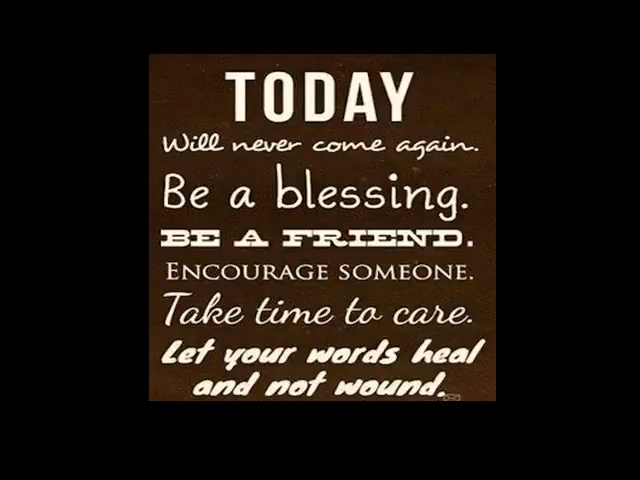 TODAY
Will never come again.
Be a blessing.
BE A FRIEND.
ENCOURAGE SOMEONE.
Take time to care.
Let your words heal
and not wound.